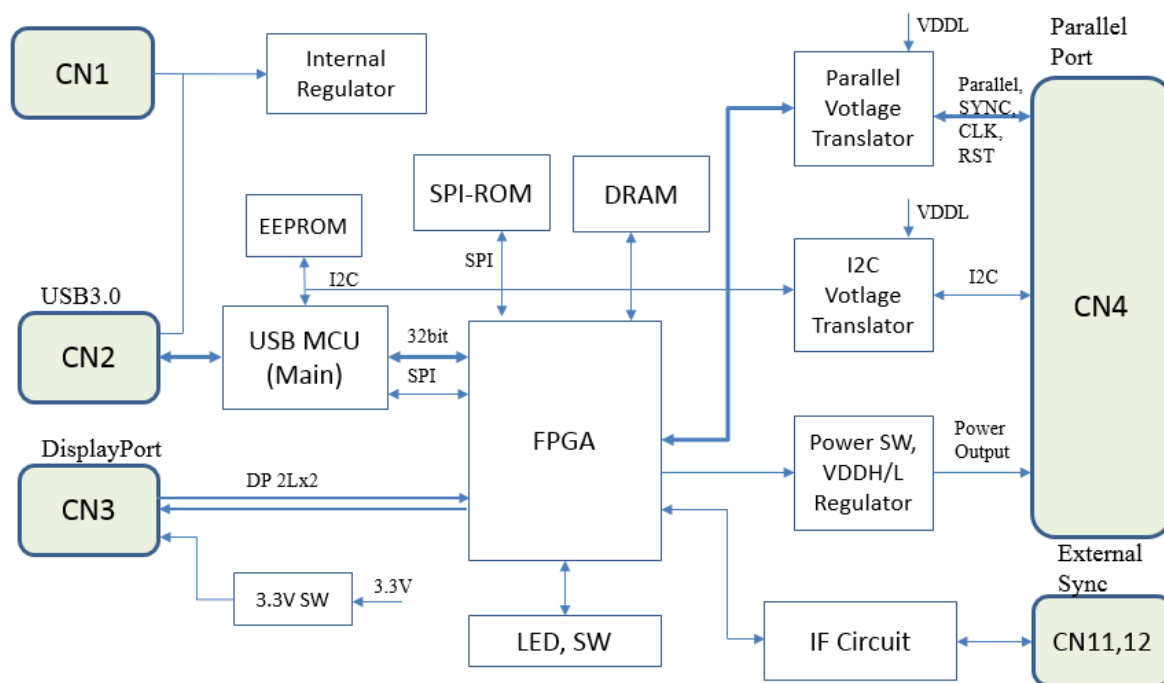 CN1
Internal
Regulator
VDDL
Parallel
Votlage
Translator
Parallel
Port
Parallel,
SYNC,
CLK,
RST
SPI-ROM
DRAM
EEPROM
SPI
I2C
VDDL
I2C
Votlage
Translator
I2C
CN4
USB3.0
CN2
USB MCU
(Main)
32bit
SPI
FPGA
Power SW,
VDDH/L
Regulator
Power
Output
DisplayPort
CN3
DP 2Lx2
3.3V SW
3.3V
LED, SW
IF Circuit
External
Sync
CN11,12